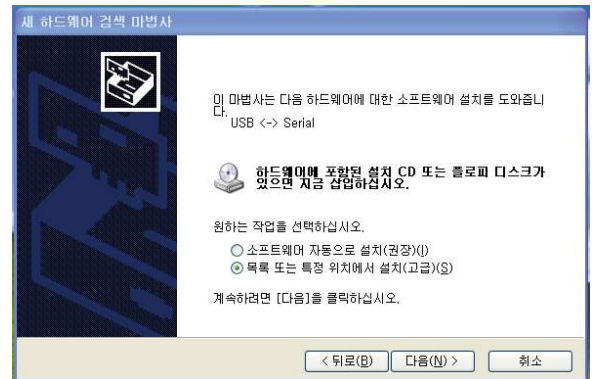 새 하드웨어 검색 마법사
이 마법사는 다음 하드웨어에 대한 소프트웨어 설치를 도와줍니
다.
USB <-> Serial
하드웨어에 포함된 설치 CD 또는 플로피 디스크가
있으면 지금 삽입하십시오.
원하는 작업을 선택하십시오.
소프트웨어 자동으로 설치(권장)(I)
목록 또는 특정 위치에서 설치(고급)(S)
계속하려면 [다음]을 클릭하십시오.
< 뒤로(B) 다음(N) > 취소